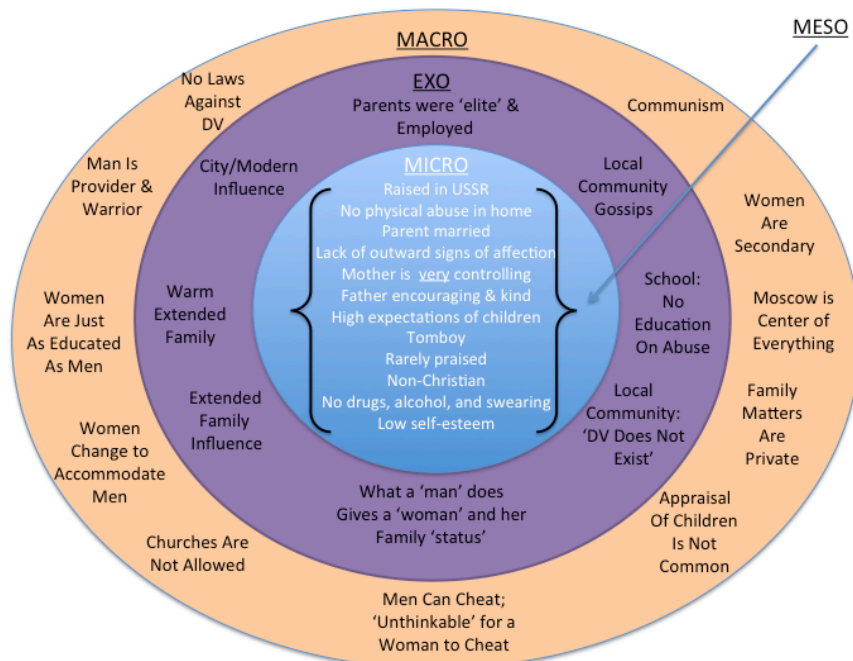 MACRO
MESO
No Laws
Against
DV
Communism
Man Is
Provider &
Warrior
Women
Are
Secondary
Women
Are Just
As Educated
As Men
Moscow is
Center of
Everything
Women
Change to
Accommodate
Men
Family
Matters
Are
Private
Churches Are
Not Allowed
Appraisal
Of Children
Is Not
Common
Men Can Cheat;
'Unthinkable' for a
Woman to Cheat
EXO
Parents were 'elite' &
Employed
City/Modern
Influence
Local
Community
Gossips
Warm
Extended
Family
School:
No
Education
On Abuse
Extended
Family
Influence
Local
Community:
'DV Does Not
Exist'
What a 'man' does
Gives a 'woman' and her
Family 'status'
MICRO
Raised in USSR
No physical abuse in home
Parent married
Lack of outward signs of affection
Mother is very controlling
Father encouraging & kind
High expectations of children
Tomboy
Rarely praised
Non-Christian
No drugs, alcohol, and swearing
Low self-esteem